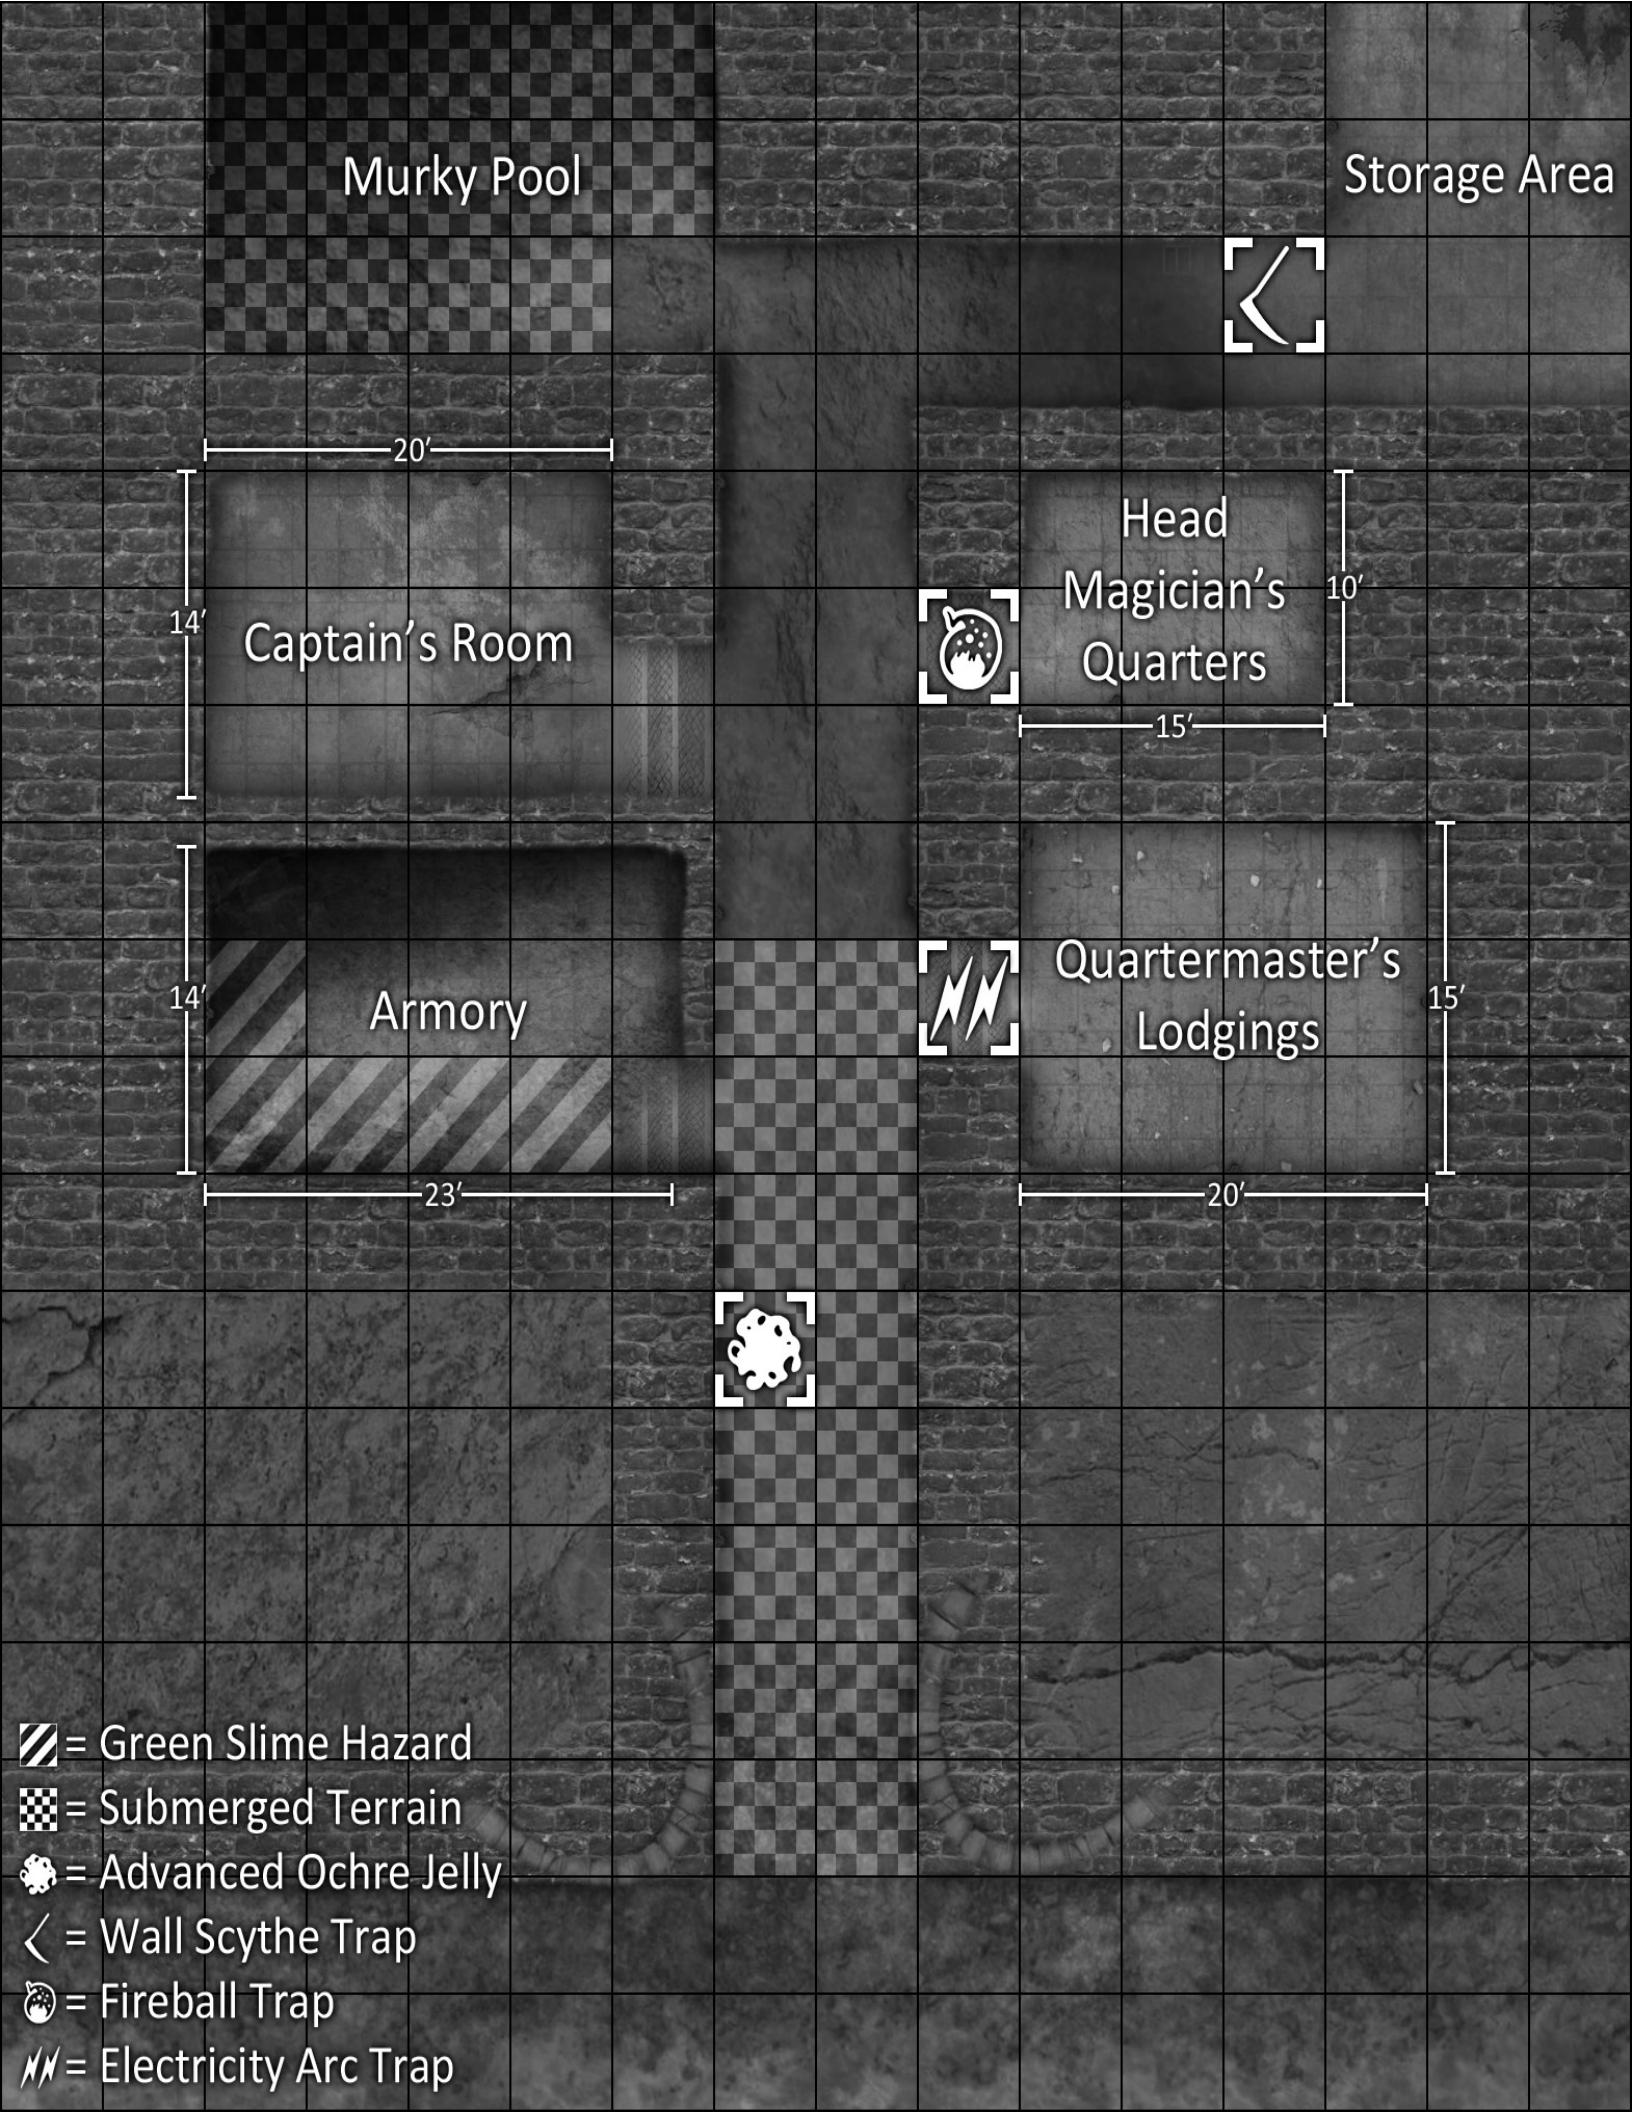 Murky Pool
Storage Area
20′
14′
Captain’s Room
Head
Magician’s
Quarters
10′
15′
14′
Armory
23′
Quartermaster’s
Lodgings
15′
20′
= Green Slime Hazard
= Submerged Terrain
= Advanced Ochre Jelly
= Wall Scythe Trap
= Fireball Trap
= Electricity Arc Trap